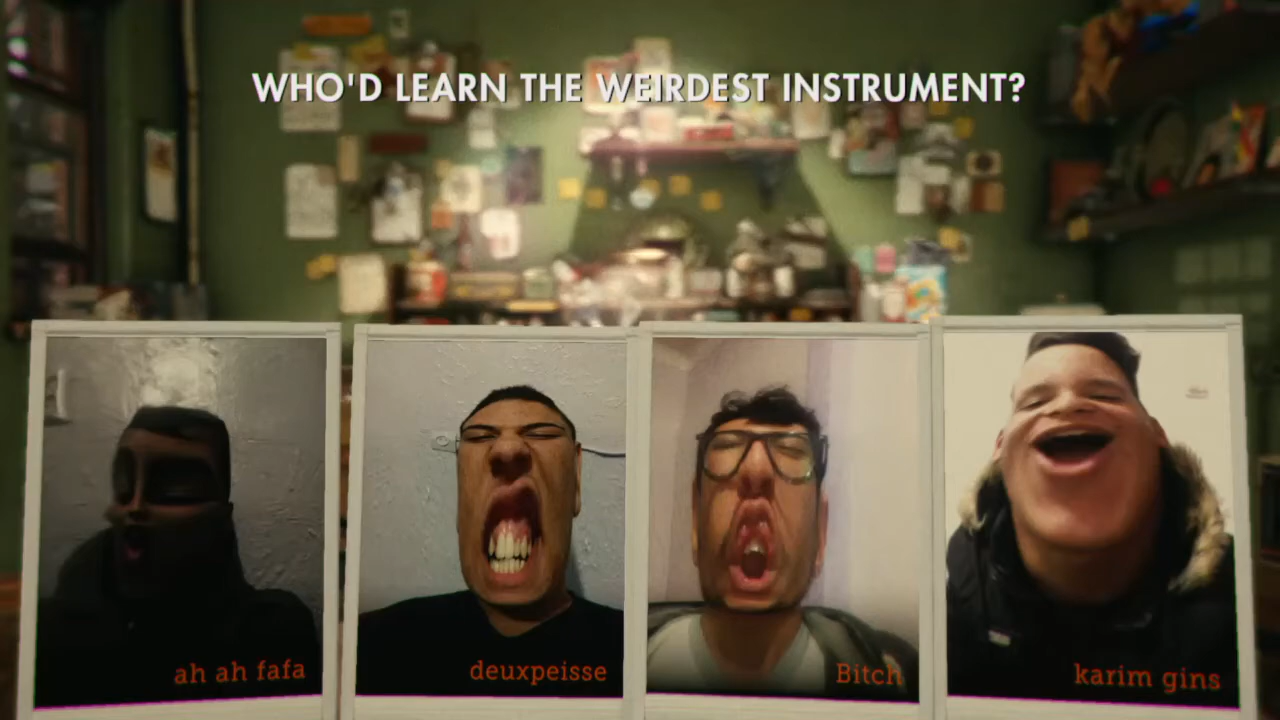 WHO'D LEARN THE WEIRDEST INSTRUMENT?
ah ah fafa
deuxpeisse
Bitch
karim gins